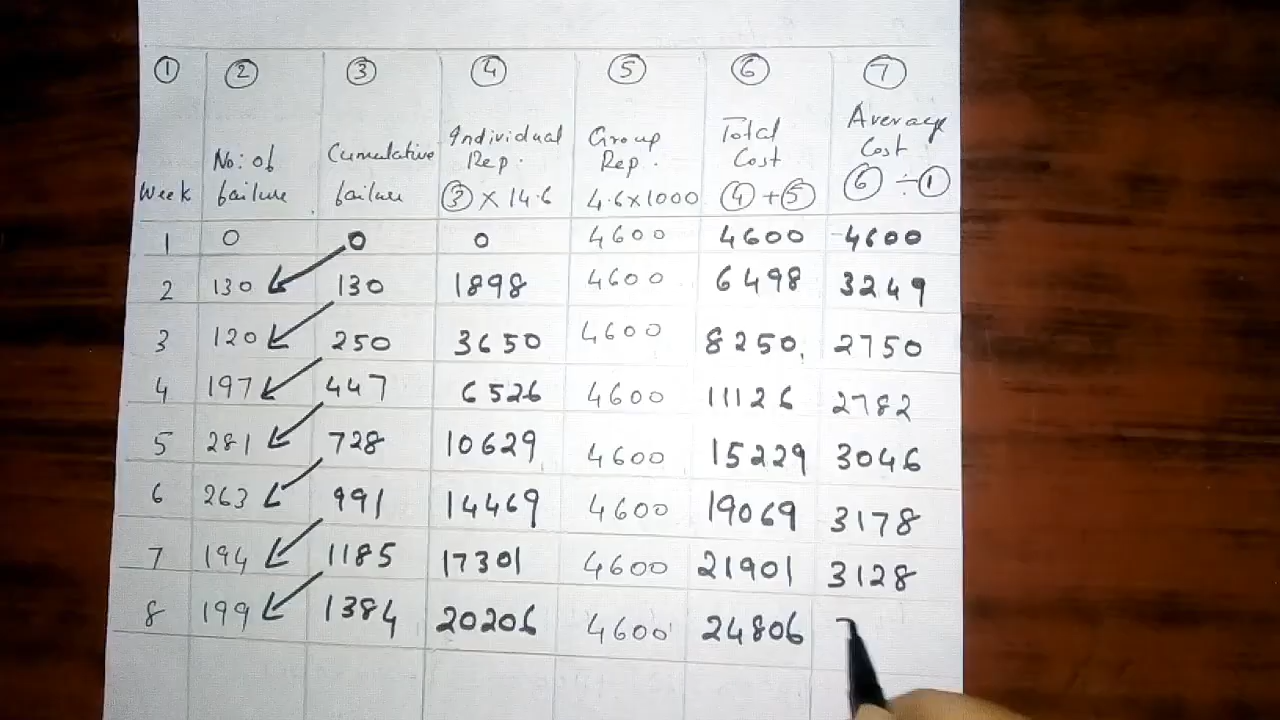 ① ② ③ ④ ⑤ ⑥ ⑦
Week No: of failure Cumulative failure Individual Rep. ③ × 14.6 Group Rep. 4.6×1000 Total Cost ④ + ⑤ Average Cost ⑥ ÷ ①
1 0 0 0 4600 4600 4600
2 130 130 1898 4600 6498 3249
3 120 250 3650 4600 8250. 2750
4 197 447 6526 4600 11126 2782
5 281 728 10629 4600 15229 3046
6 263 991 14469 4600 19069 3178
7 194 1185 17301 4600 21901 3128
8 199 1384 20206 4600 24806